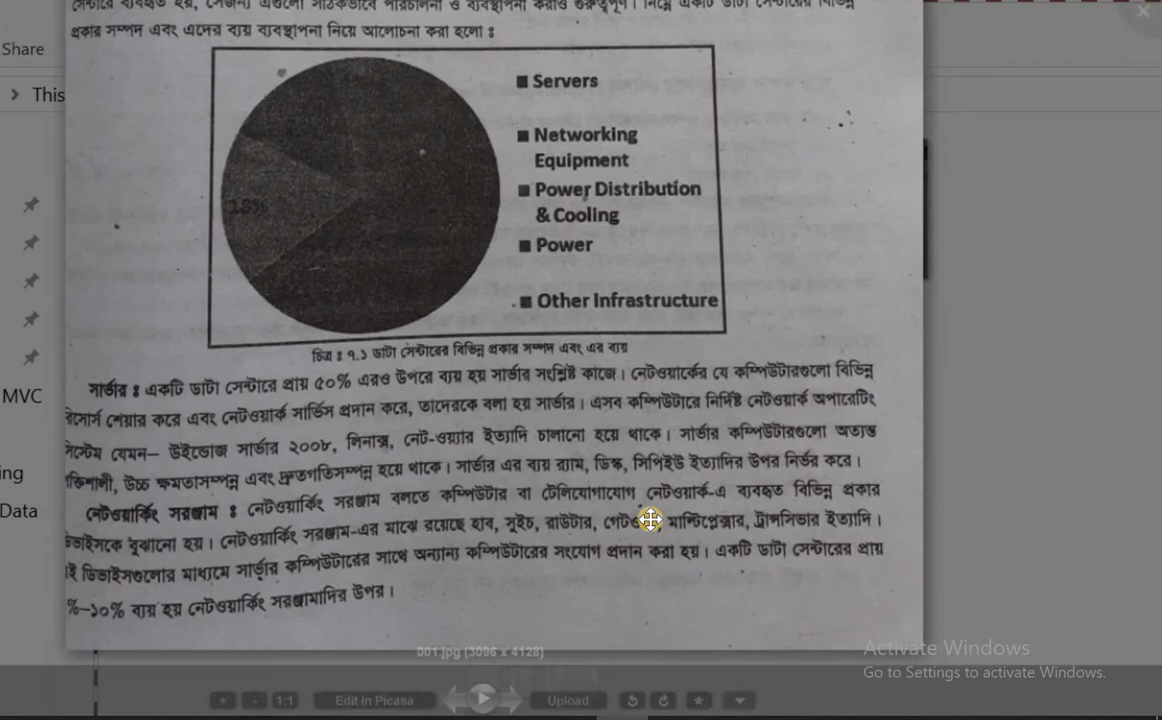 প্রকার সম্পদ এবং এদের ব্যয় ব্যবস্থাপনা নিয়ে আলোচনা করা হলো ঃ
Share
Servers
This
Networking
Equipment
Power Distribution
& Cooling
18%
Power
Other Infrastructure
চিত্র ঃ ৭.১ ডাটা সেন্টারের বিভিন্ন প্রকার সম্পদ এবং এর ব্যয়
সার্ভার ঃ একটি ডাটা সেন্টারে প্রায় ৫০% এরও উপরে ব্যয় হয় সার্ভার সংশ্লিষ্ট কাজে। নেটওয়ার্কের যে কম্পিউটারগুলো বিভিন্ন
MVC
রিসোর্স শেয়ার করে এবং নেটওয়ার্ক সার্ভিস প্রদান করে, তাদেরকে বলা হয় সার্ভার। এসব কম্পিউটারে নির্দিষ্ট নেটওয়ার্ক অপারেটিং
সিস্টেম যেমন– উইন্ডোজ সার্ভার ২০০৮, লিনাক্স, নেট-ওয়্যার ইত্যাদি চালানো হয়ে থাকে। সার্ভার কম্পিউটারগুলো অত্যন্ত
ing
শক্তিশালী, উচ্চ ক্ষমতাসম্পন্ন এবং দ্রুতগতিসম্পন্ন হয়ে থাকে। সার্ভার এর ব্যয় র‍্যাম, ডিস্ক, সিপিইউ ইত্যাদির উপর নির্ভর করে।
Data
নেটওয়ার্কিং সরঞ্জাম ঃ নেটওয়ার্কিং সরঞ্জাম বলতে কম্পিউটার বা টেলিযোগাযোগ নেটওয়ার্ক-এ ব্যবহৃত বিভিন্ন প্রকার
ডিভাইসকে বুঝানো হয়। নেটওয়ার্কিং সরঞ্জাম-এর মাঝে রয়েছে হাব, সুইচ, রাউটার, মাল্টিপ্লেক্সার, ট্রান্সসিভার ইত্যাদি।
এই ডিভাইসগুলোর মাধ্যমে সার্ভার কম্পিউটারের সাথে অন্যান্য কম্পিউটারের সংযোগ প্রদান করা হয়। একটি ডাটা সেন্টারের প্রায়
%–১০% ব্যয় হয় নেটওয়ার্কিং সরঞ্জামাদির উপর।
001.jpg (3096 x 4128)
Activate Windows
Go to Settings to activate Windows.
1:1
Edit in Picasa
Upload